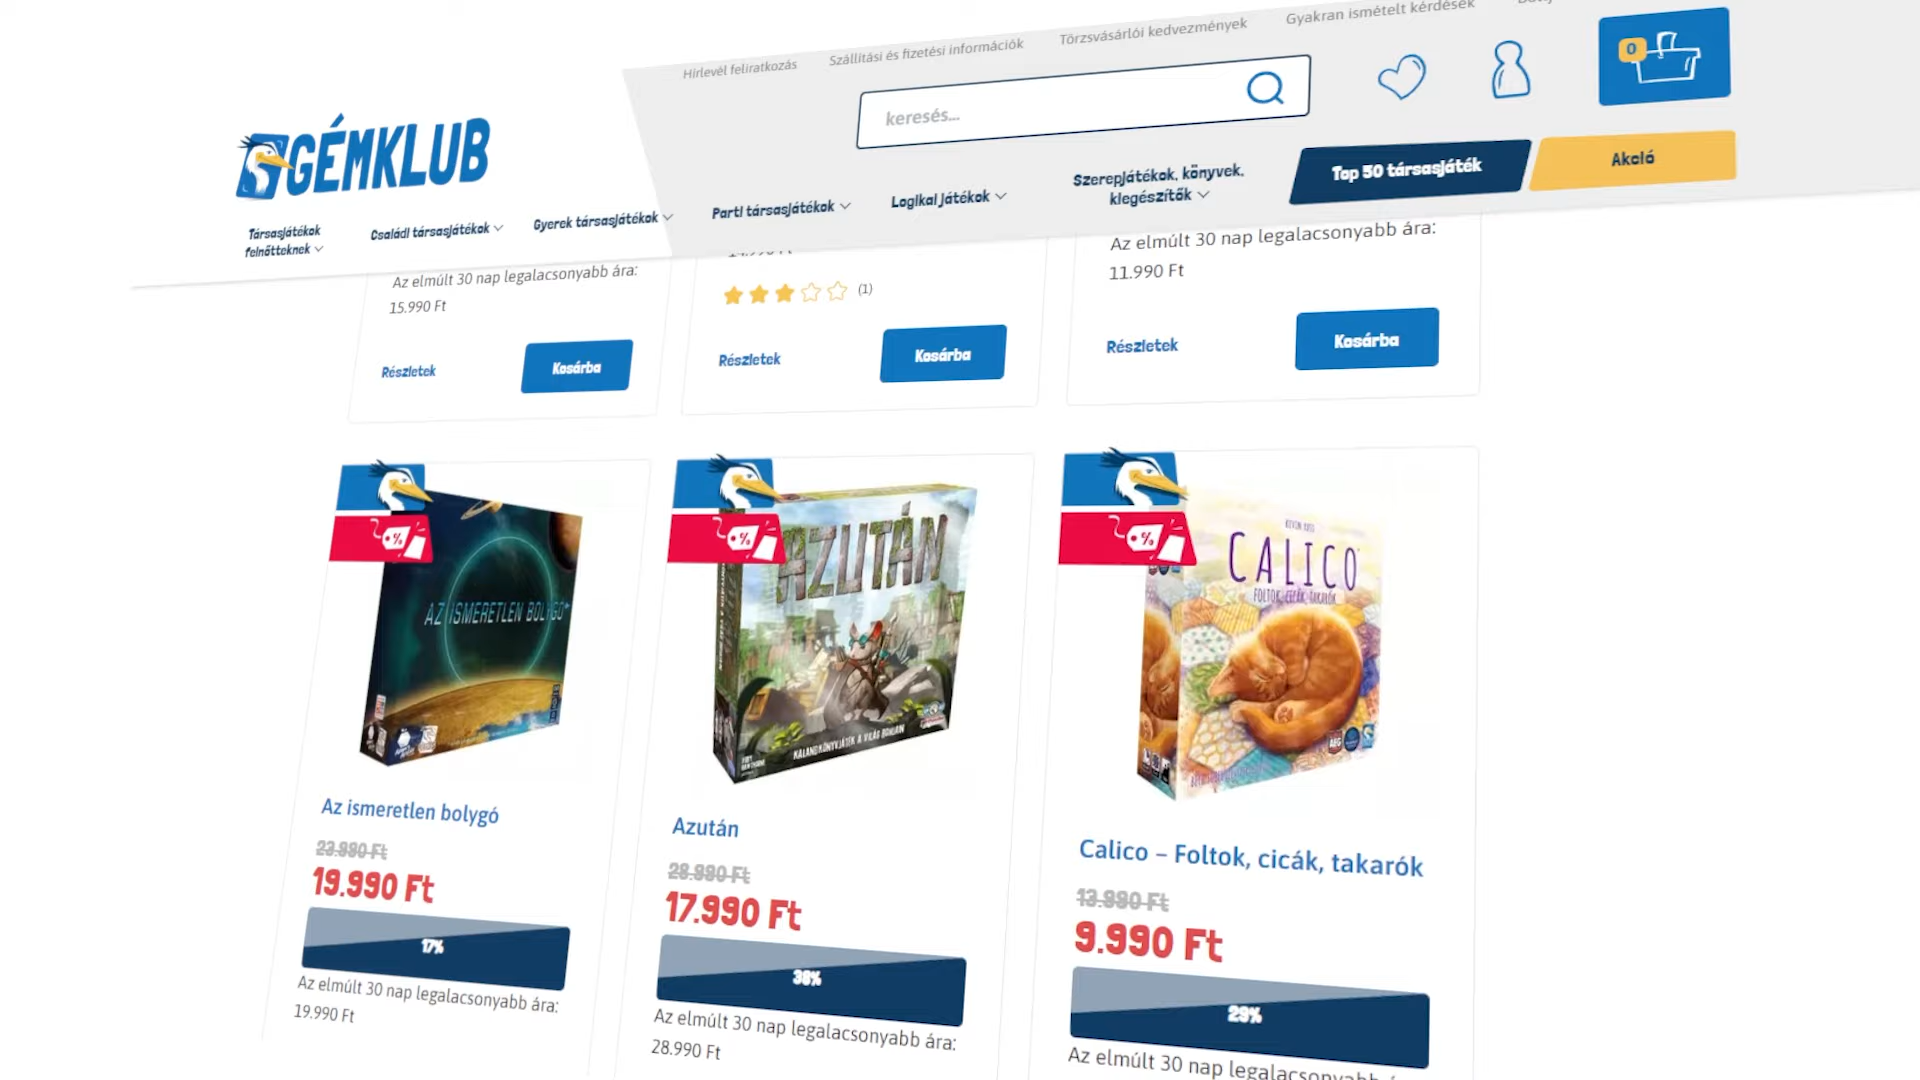 Hírlevél feliratkozás
Szállítási és fizetési információk
Törzsvásárlói kedvezmények
Gyakran ismételt kérdések
keresés...
0
GÉMKLUB
Társasjátékok
felnőtteknek
Családi társasjátékok
Gyerek társasjátékok
Parti társasjátékok
Logikai játékok
Szerepjátékok, könyvek,
kiegészítők
Top 50 társasjáték
Akció
Az elmúlt 30 nap legalacsonyabb ára:
15.990 Ft
Részletek
Kosárba
(1)
Részletek
Kosárba
Az elmúlt 30 nap legalacsonyabb ára:
11.990 Ft
Részletek
Kosárba
%
AZ ISMERETLEN BOLYGÓ
Az ismeretlen bolygó
23.990 Ft
19.990 Ft
17%
Az elmúlt 30 nap legalacsonyabb ára:
19.990 Ft
%
AZUTÁN
KALANDKÖNYVJÁTÉK A VILÁG ROMJAIN
Azután
28.990 Ft
17.990 Ft
38%
Az elmúlt 30 nap legalacsonyabb ára:
28.990 Ft
%
KEVIN RUSS
CALICO
FOLTOK, CICÁK, TAKARÓK
AEG
Calico – Foltok, cicák, takarók
13.990 Ft
9.990 Ft
29%
Az elmúlt 30 nap legalacsonyabb ára: